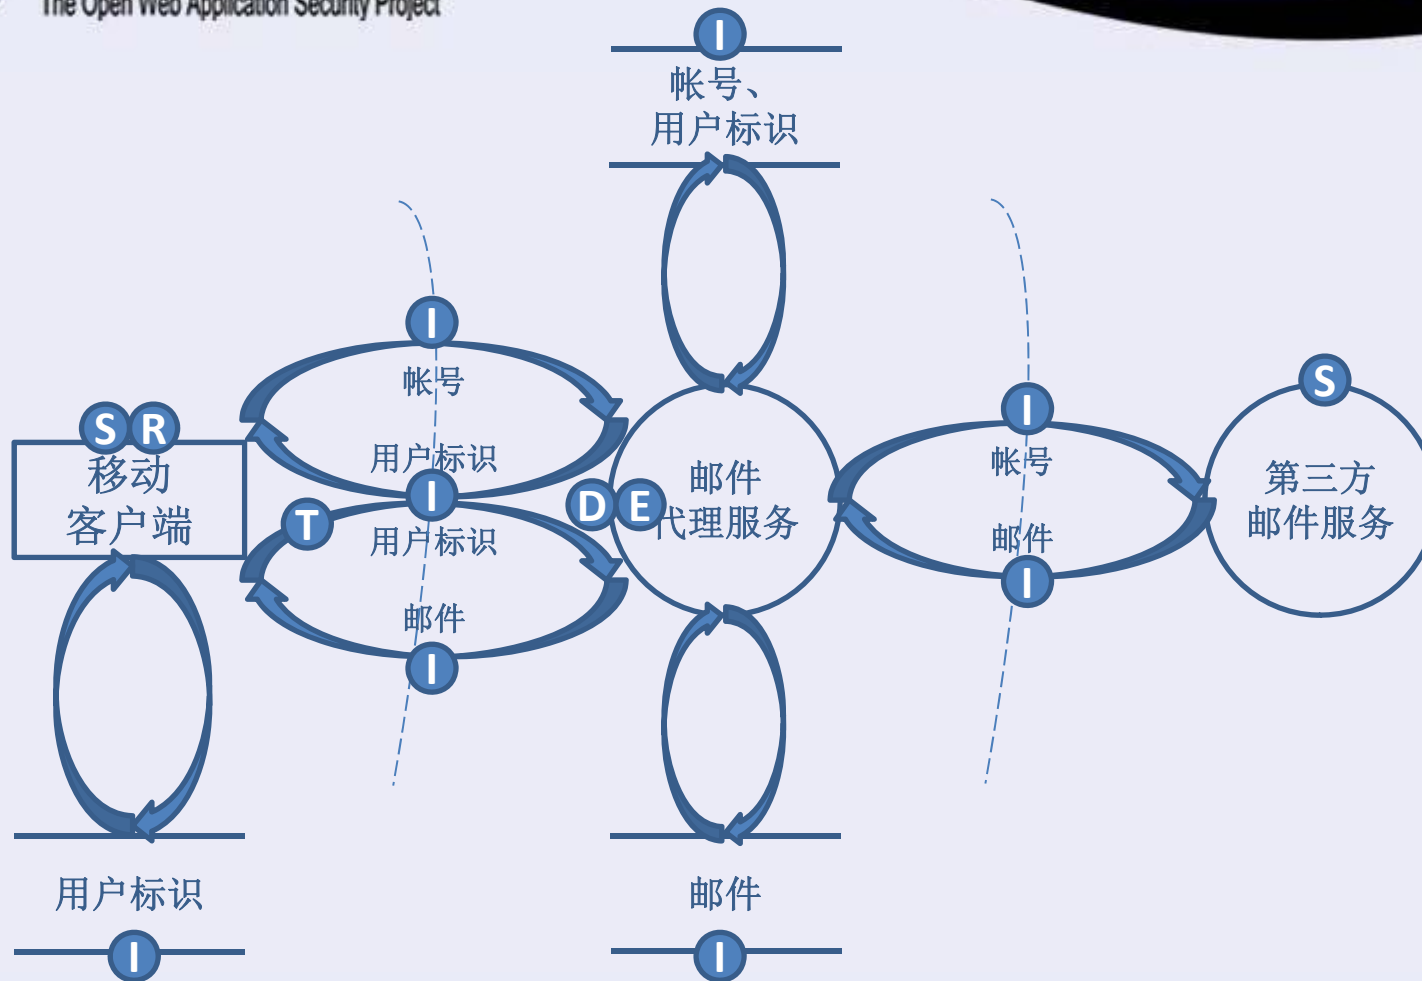 The Open Web Application Security Project
I
帐号、
用户标识
I
帐号
S R
移动
客户端
用户标识
I
T
用户标识
邮件
I
D E
邮件
代理服务
I
帐号
邮件
I
S
第三方
邮件服务
用户标识
I
邮件
I